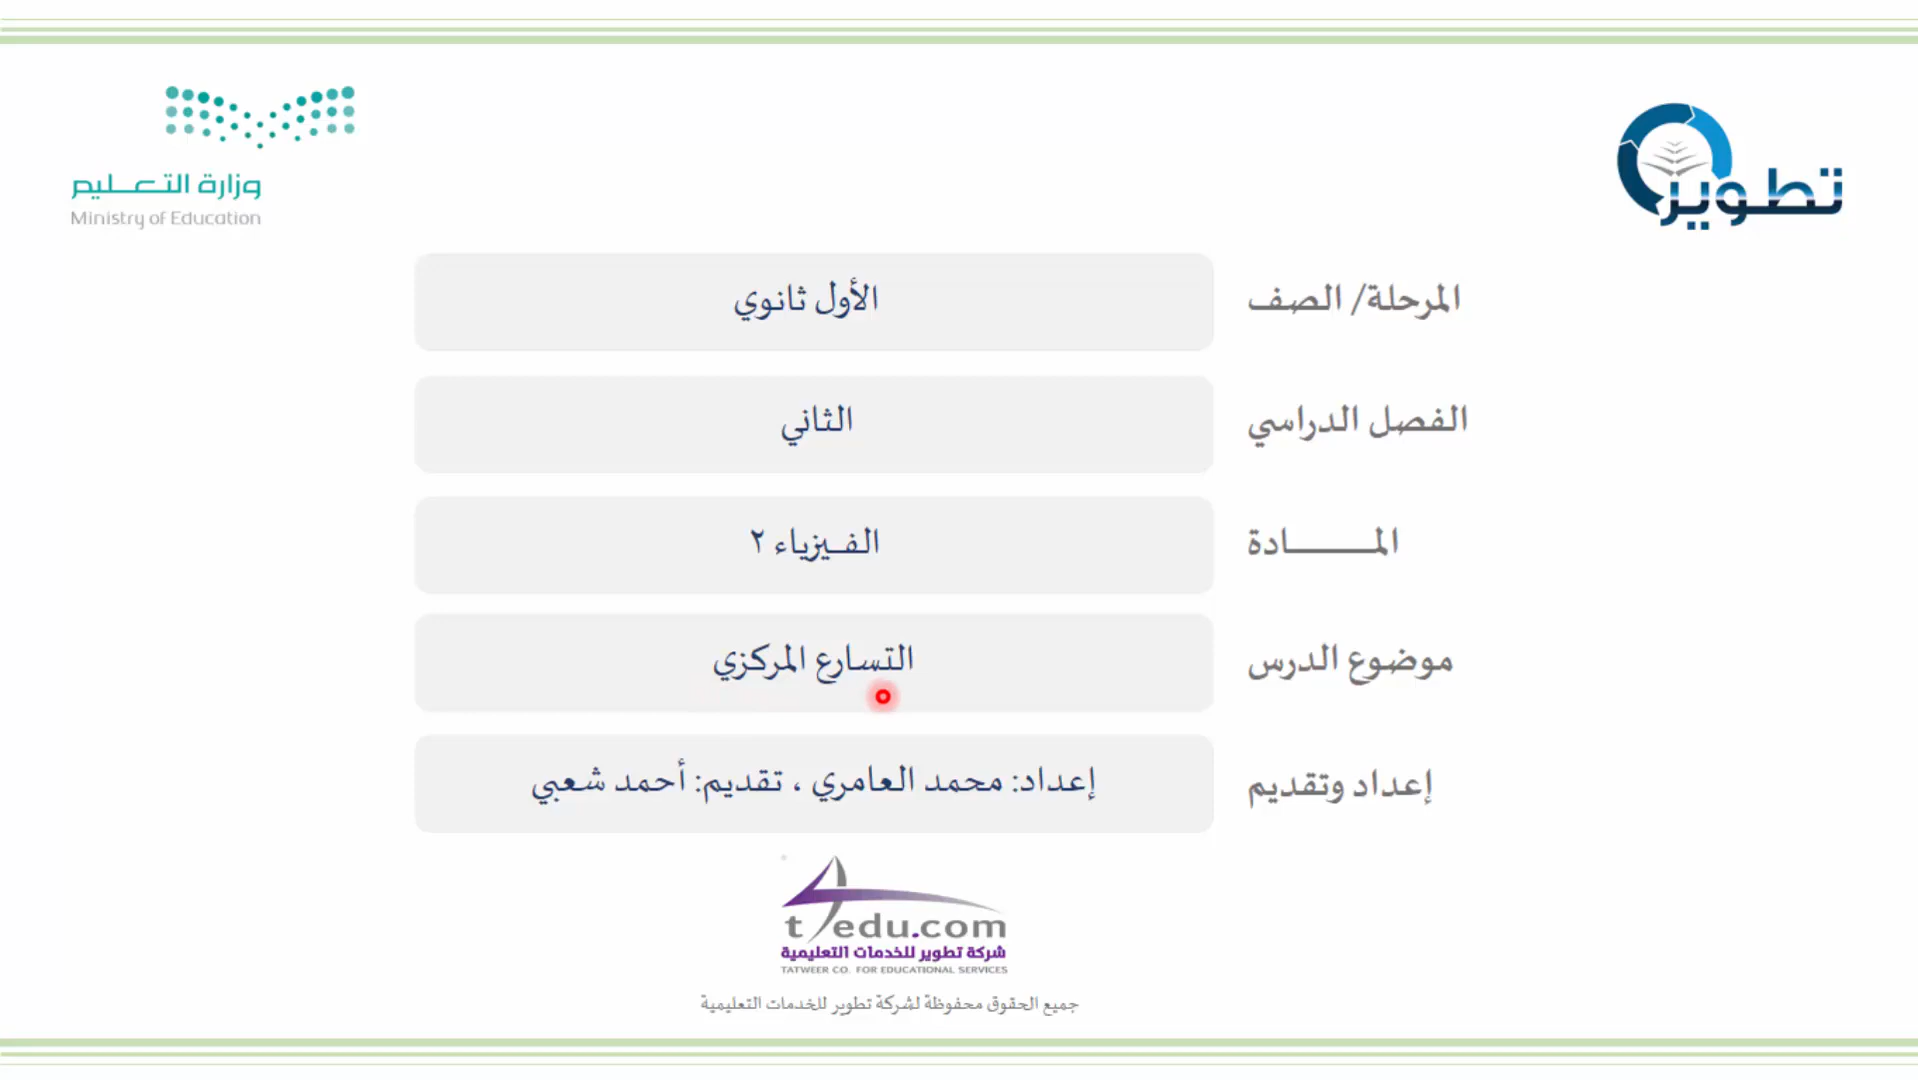 وزارة التعليم
Ministry of Education
تطوير
المرحلة/ الصف
الأول ثانوي
الفصل الدراسي
الثاني
المادة
الفيزياء ٢
موضوع الدرس
التسارع المركزي
إعداد وتقديم
إعداد: محمد العامري ، تقديم: أحمد شعبي
t4edu.com
شركة تطوير للخدمات التعليمية
TATWEER CO. FOR EDUCATIONAL SERVICES
جميع الحقوق محفوظة لشركة تطوير للخدمات التعليمية